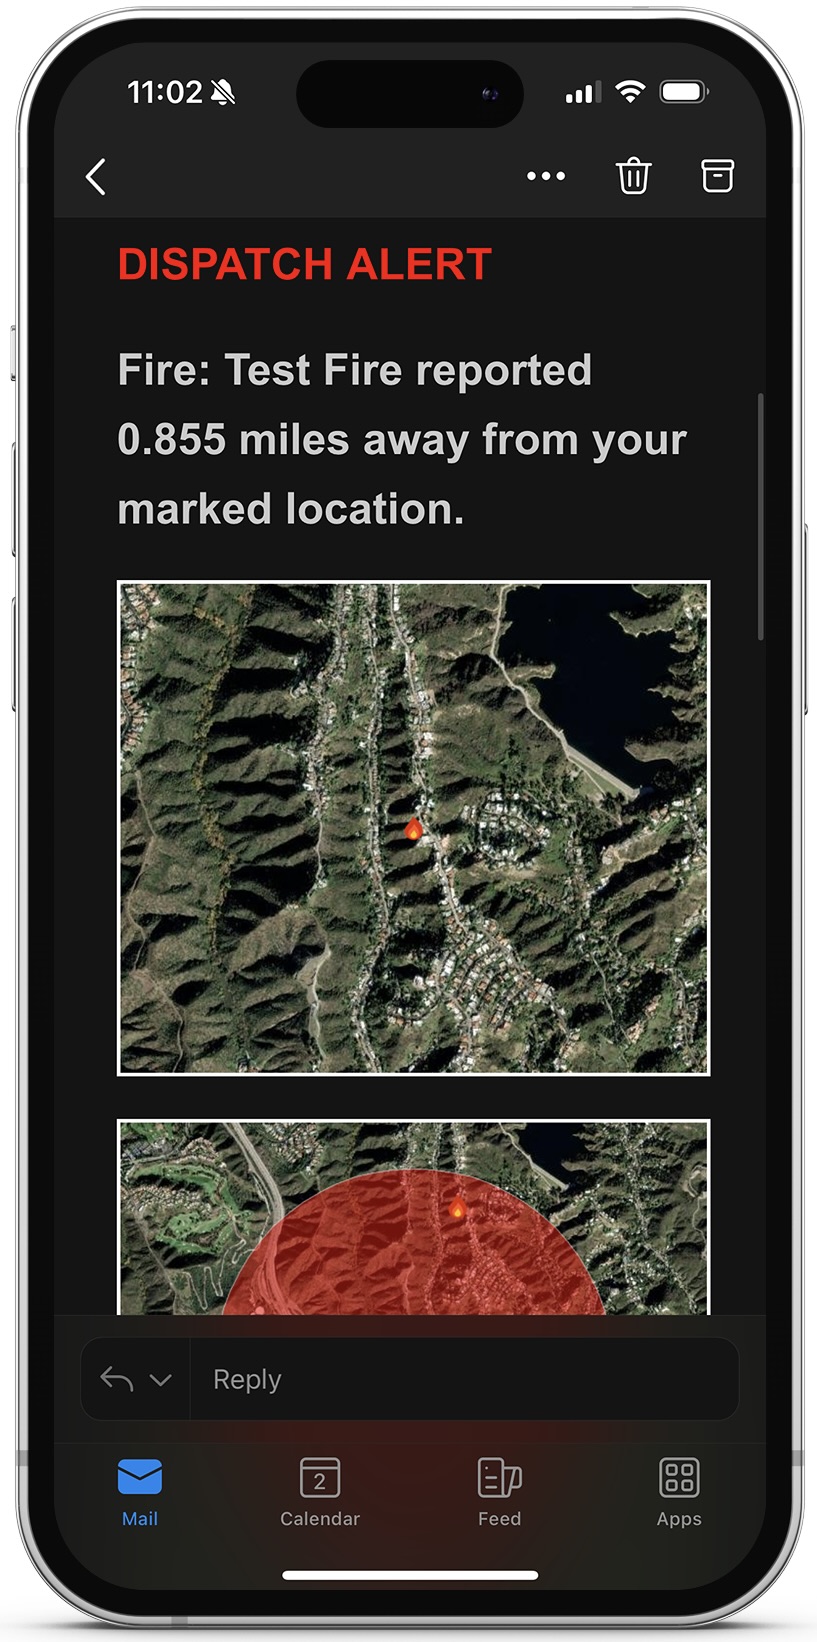 11:02
DISPATCH ALERT
Fire: Test Fire reported
0.855 miles away from your
marked location.
Reply
2
Mail
Calendar
Feed
Apps